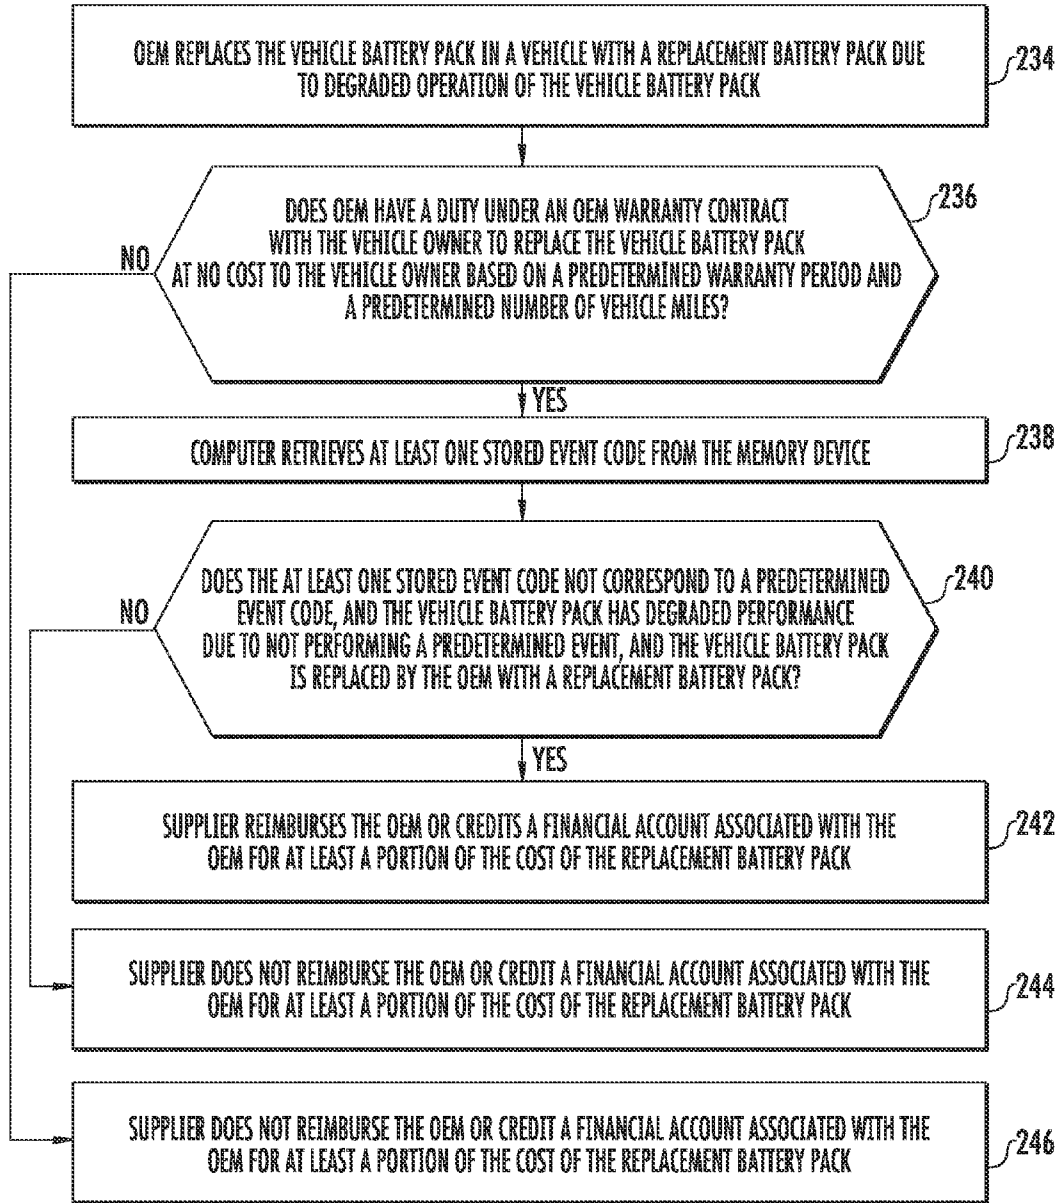 OEM REPLACES THE VEHICLE BATTERY PACK IN A VEHICLE WITH A REPLACEMENT BATTERY PACK DUE
TO DEGRADED OPERATION OF THE VEHICLE BATTERY PACK
234
DOES OEM HAVE A DUTY UNDER AN OEM WARRANTY CONTRACT
WITH THE VEHICLE OWNER TO REPLACE THE VEHICLE BATTERY PACK
AT NO COST TO THE VEHICLE OWNER BASED ON A PREDETERMINED WARRANTY PERIOD AND
A PREDETERMINED NUMBER OF VEHICLE MILES?
236
NO
YES
COMPUTER RETRIEVES AT LEAST ONE STORED EVENT CODE FROM THE MEMORY DEVICE
238
DOES THE AT LEAST ONE STORED EVENT CODE NOT CORRESPOND TO A PREDETERMINED
EVENT CODE, AND THE VEHICLE BATTERY PACK HAS DEGRADED PERFORMANCE
DUE TO NOT PERFORMING A PREDETERMINED EVENT, AND THE VEHICLE BATTERY PACK
IS REPLACED BY THE OEM WITH A REPLACEMENT BATTERY PACK?
240
NO
YES
SUPPLIER REIMBURSES THE OEM OR CREDITS A FINANCIAL ACCOUNT ASSOCIATED WITH THE
OEM FOR AT LEAST A PORTION OF THE COST OF THE REPLACEMENT BATTERY PACK
242
SUPPLIER DOES NOT REIMBURSE THE OEM OR CREDIT A FINANCIAL ACCOUNT ASSOCIATED WITH THE
OEM FOR AT LEAST A PORTION OF THE COST OF THE REPLACEMENT BATTERY PACK
244
SUPPLIER DOES NOT REIMBURSE THE OEM OR CREDIT A FINANCIAL ACCOUNT ASSOCIATED WITH THE
OEM FOR AT LEAST A PORTION OF THE COST OF THE REPLACEMENT BATTERY PACK
246